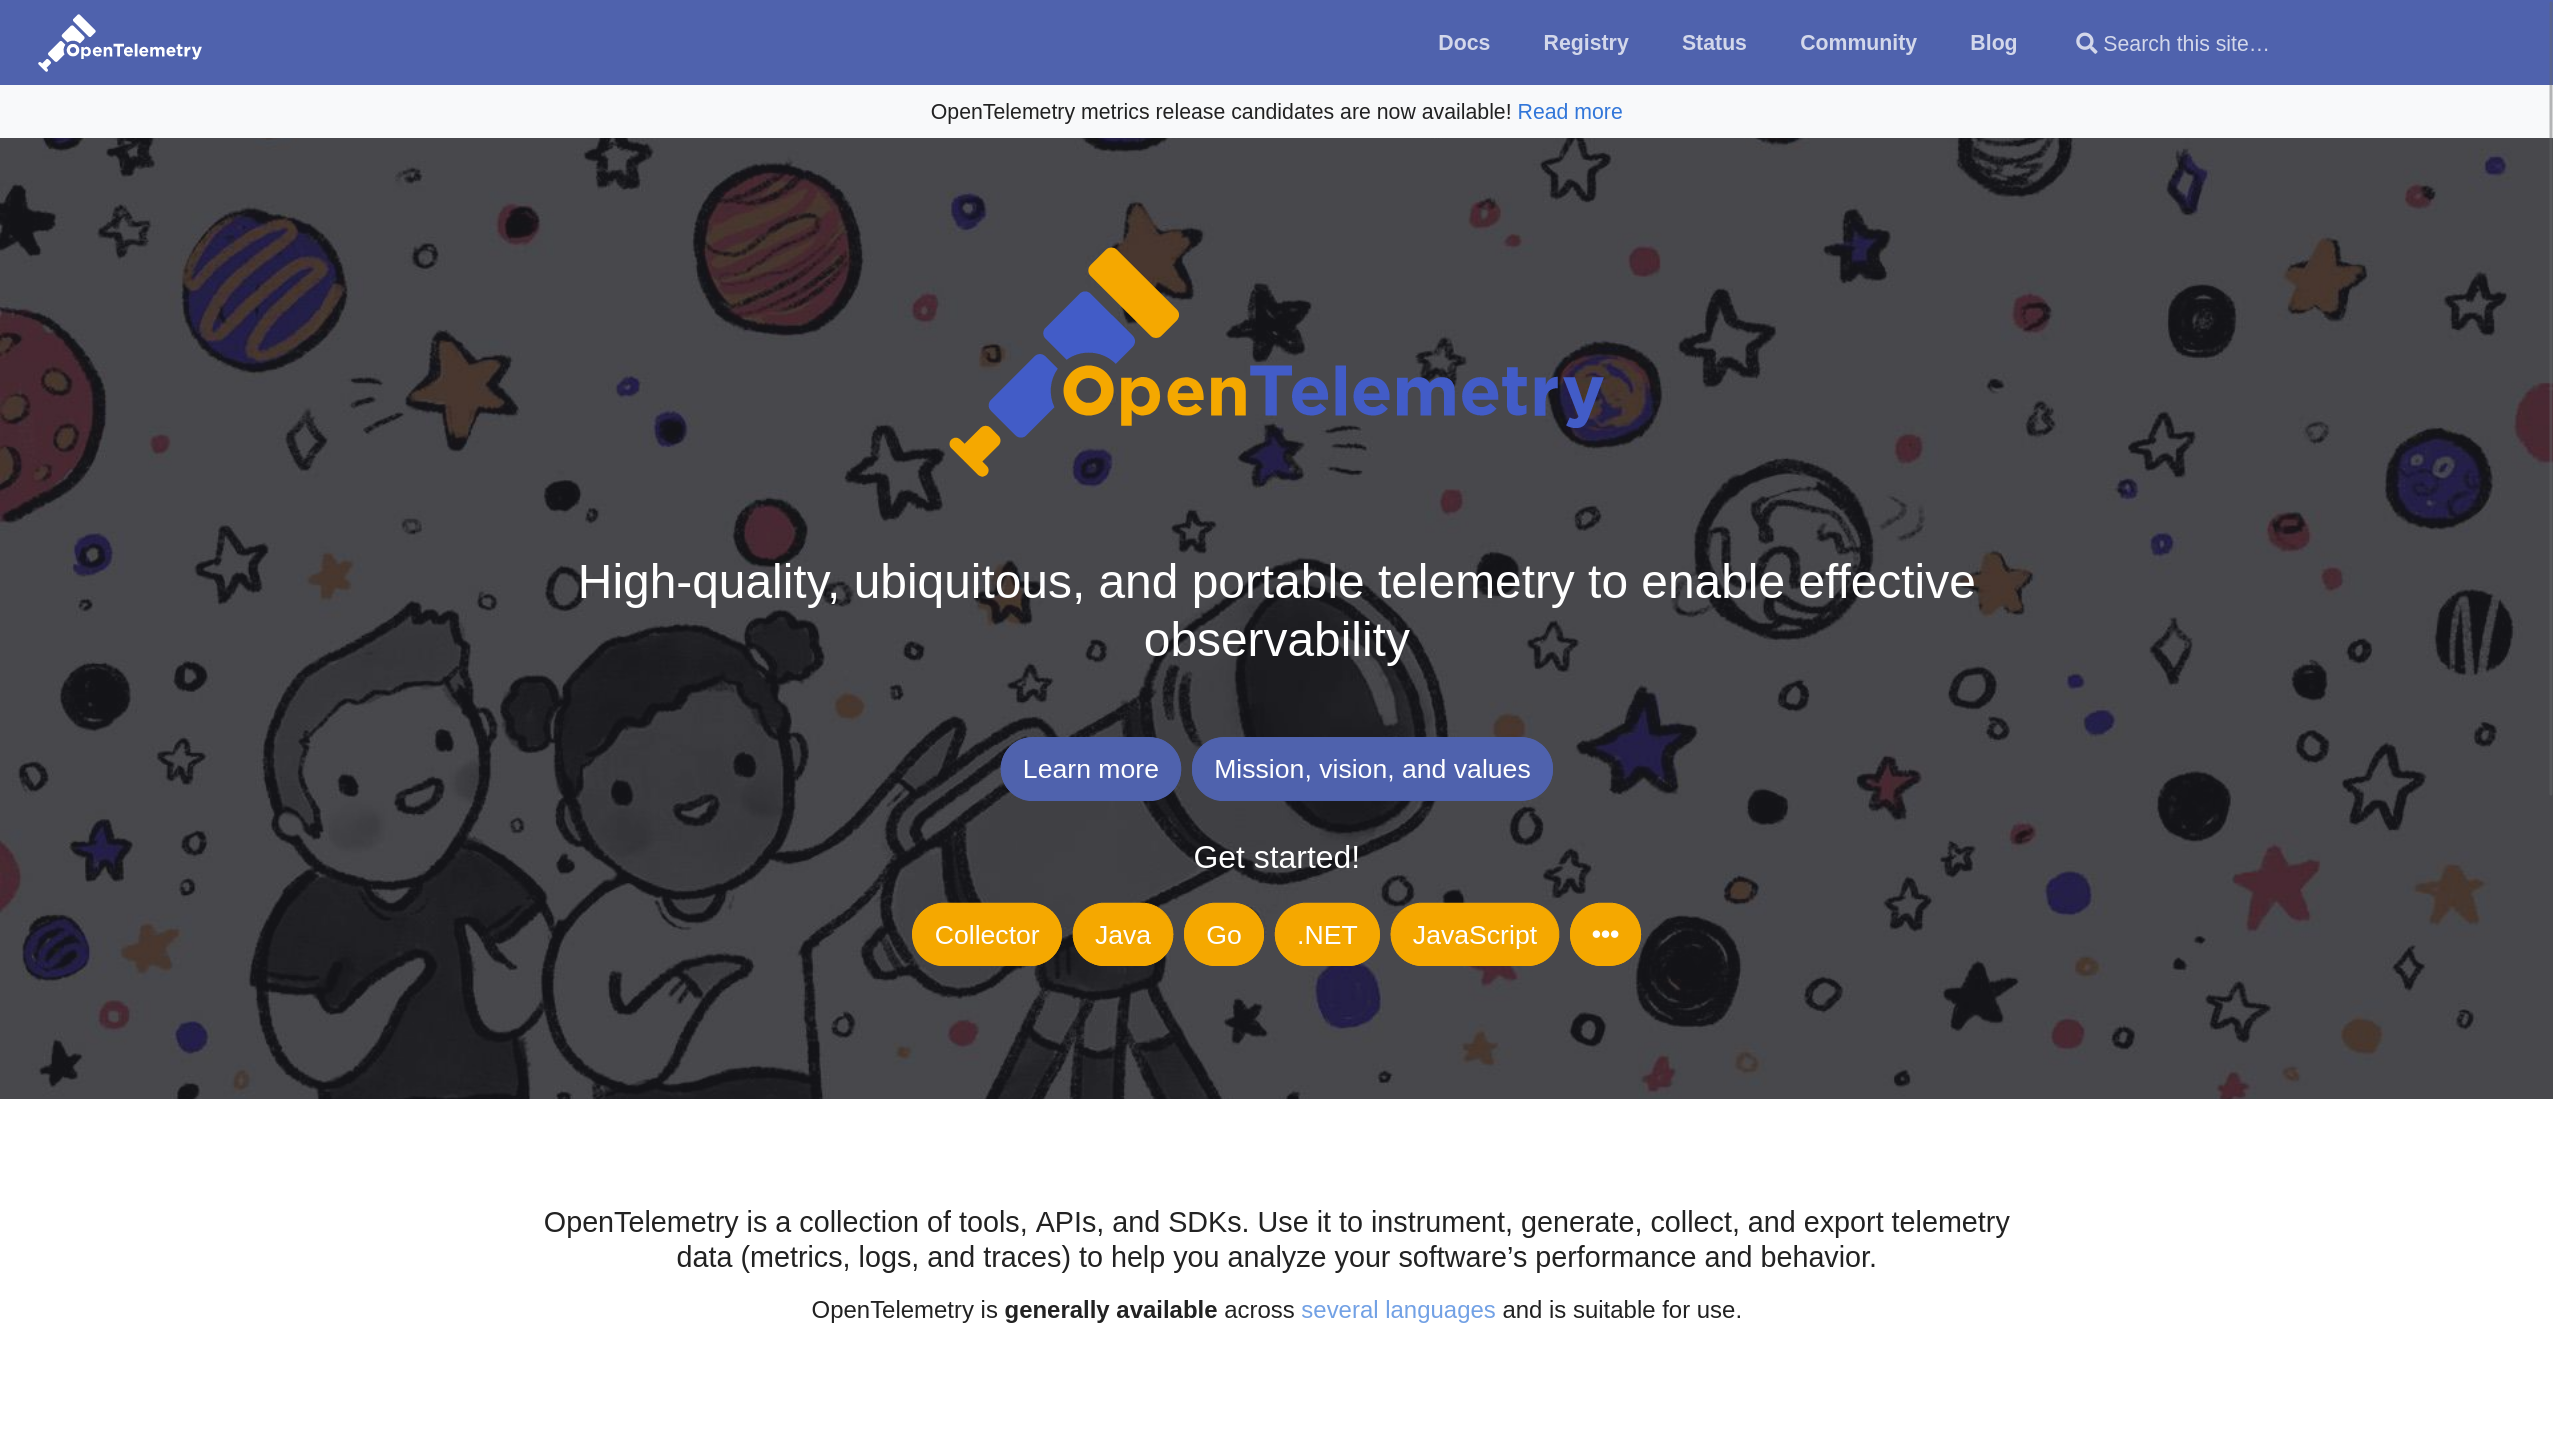 OpenTelemetry
Docs Registry Status Community Blog Search this site…
OpenTelemetry metrics release candidates are now available! Read more
OpenTelemetry
High-quality, ubiquitous, and portable telemetry to enable effective
observability
Learn more Mission, vision, and values
Get started!
Collector Java Go .NET JavaScript •••
OpenTelemetry is a collection of tools, APIs, and SDKs. Use it to instrument, generate, collect, and export telemetry
data (metrics, logs, and traces) to help you analyze your software’s performance and behavior.
OpenTelemetry is generally available across several languages and is suitable for use.